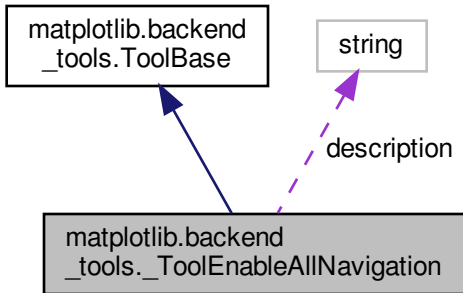 matplotlib.backend
_tools.ToolBase
string
description
matplotlib.backend
_tools._ToolEnableAllNavigation